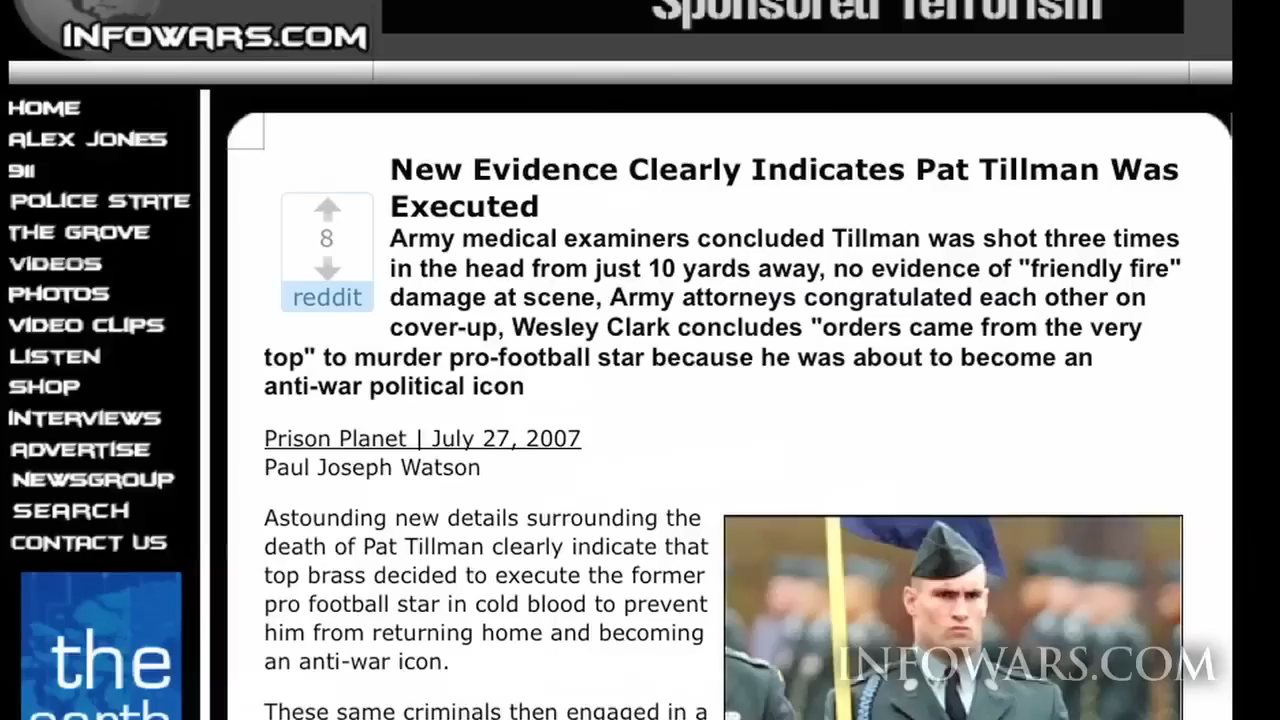 Sponsored Terrorism
INFOWARS.COM
HOME
ALEX JONES
911
POLICE STATE
THE GROVE
VIDEOS
PHOTOS
VIDEO CLIPS
LISTEN
SHOP
INTERVIEWS
ADVERTISE
NEWSGROUP
SEARCH
CONTACT US
the
earth
New Evidence Clearly Indicates Pat Tillman Was
Executed
8
reddit
Army medical examiners concluded Tillman was shot three times
in the head from just 10 yards away, no evidence of "friendly fire"
damage at scene, Army attorneys congratulated each other on
cover-up, Wesley Clark concludes "orders came from the very
top" to murder pro-football star because he was about to become an
anti-war political icon
Prison Planet | July 27, 2007
Paul Joseph Watson
Astounding new details surrounding the
death of Pat Tillman clearly indicate that
top brass decided to execute the former
pro football star in cold blood to prevent
him from returning home and becoming
an anti-war icon.
These same criminals then engaged in a
INFOWARS.COM